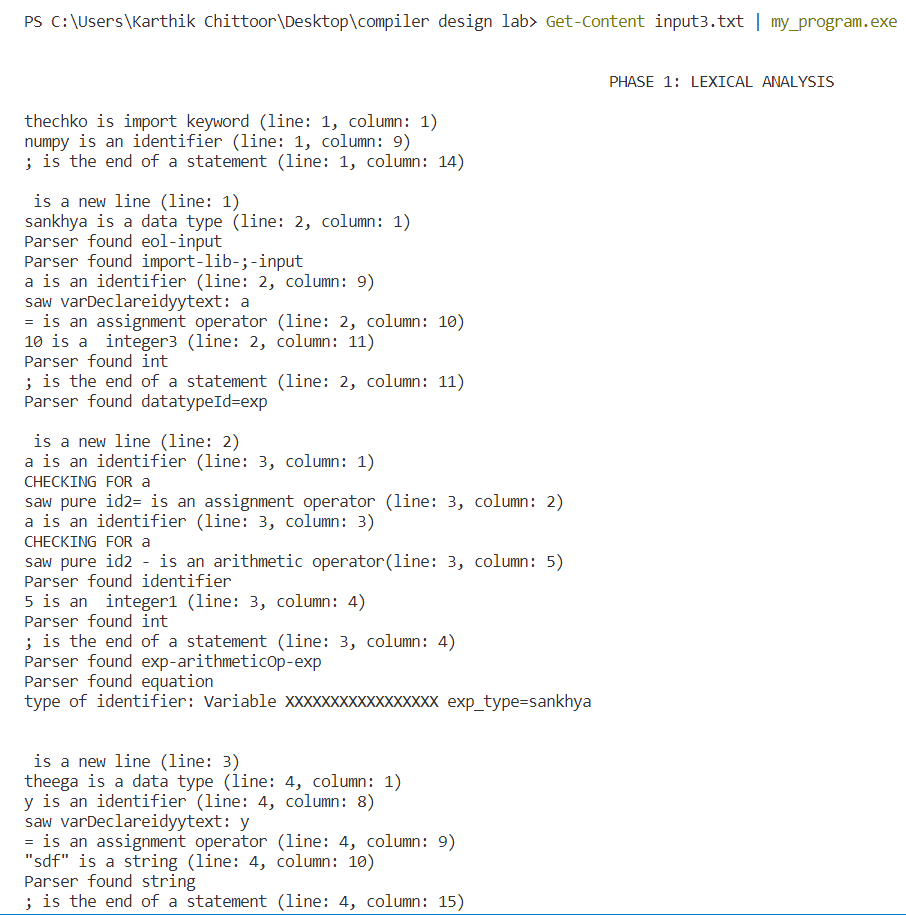 PS C:\Users\Karthik Chittoor\Desktop\compiler design lab> Get-Content input3.txt | my_program.exe
PHASE 1: LEXICAL ANALYSIS
thechko is import keyword (line: 1, column: 1)
numpy is an identifier (line: 1, column: 9)
; is the end of a statement (line: 1, column: 14)
is a new line (line: 1)
sankhya is a data type (line: 2, column: 1)
Parser found eol-input
Parser found import-lib-;-input
a is an identifier (line: 2, column: 9)
saw varDeclareidyytext: a
= is an assignment operator (line: 2, column: 10)
10 is a  integer3 (line: 2, column: 11)
Parser found int
; is the end of a statement (line: 2, column: 11)
Parser found datatypeId=exp
is a new line (line: 2)
a is an identifier (line: 3, column: 1)
CHECKING FOR a
saw pure id2= is an assignment operator (line: 3, column: 2)
a is an identifier (line: 3, column: 3)
CHECKING FOR a
saw pure id2 - is an arithmetic operator(line: 3, column: 5)
Parser found identifier
5 is an  integer1 (line: 3, column: 4)
Parser found int
; is the end of a statement (line: 3, column: 4)
Parser found exp-arithmeticOp-exp
Parser found equation
type of identifier: Variable XXXXXXXXXXXXXXXXX exp_type=sankhya
is a new line (line: 3)
theega is a data type (line: 4, column: 1)
y is an identifier (line: 4, column: 8)
saw varDeclareidyytext: y
= is an assignment operator (line: 4, column: 9)
"sdf" is a string (line: 4, column: 10)
Parser found string
; is the end of a statement (line: 4, column: 15)